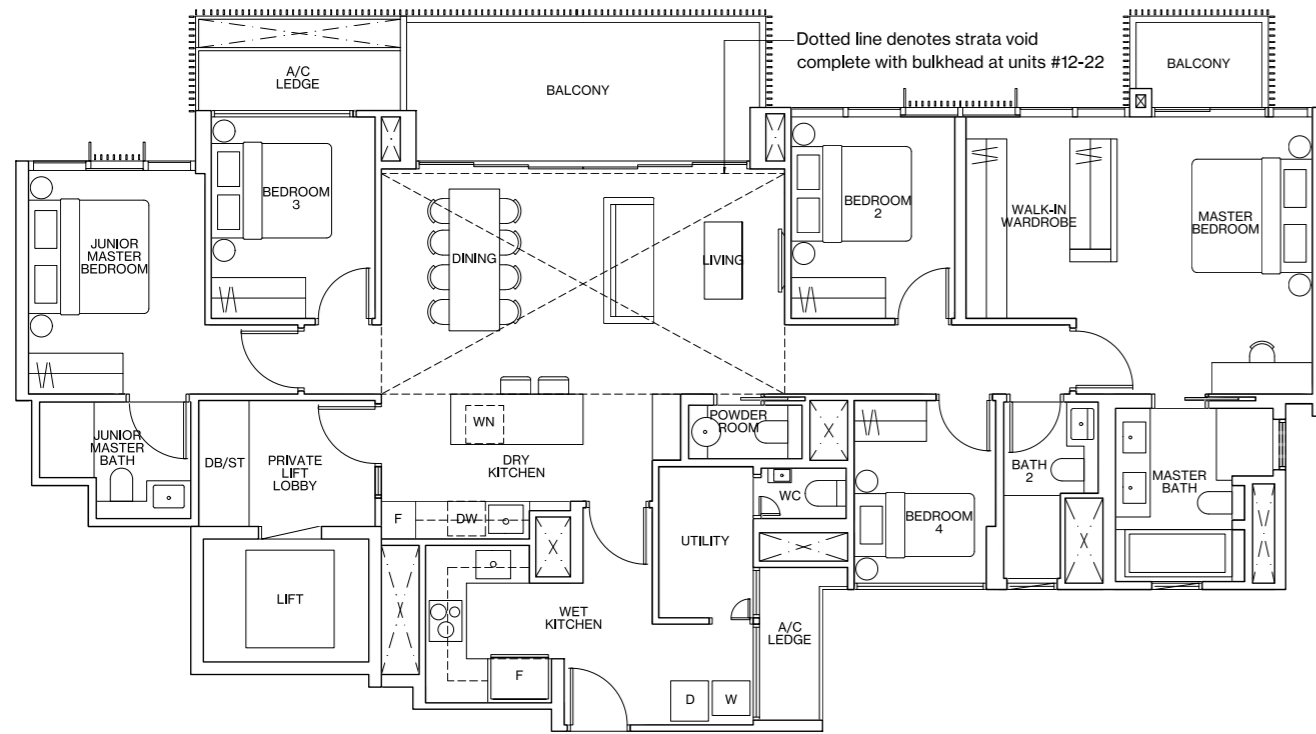 Dotted line denotes strata void
complete with bulkhead at units #12-22
A/C
LEDGE
BALCONY
BALCONY
BEDROOM
3
BEDROOM
2
JUNIOR
MASTER
BEDROOM
DINING
LIVING
WALK-IN
WARDROBE
MASTER
BEDROOM
WN
POWDER
ROOM
JUNIOR
MASTER
BATH
DB/ST
PRIVATE
LIFT
LOBBY
DRY
KITCHEN
BATH
2
MASTER
BATH
WC
F
DW
BEDROOM
4
UTILITY
LIFT
WET
KITCHEN
A/C
LEDGE
F
D
W